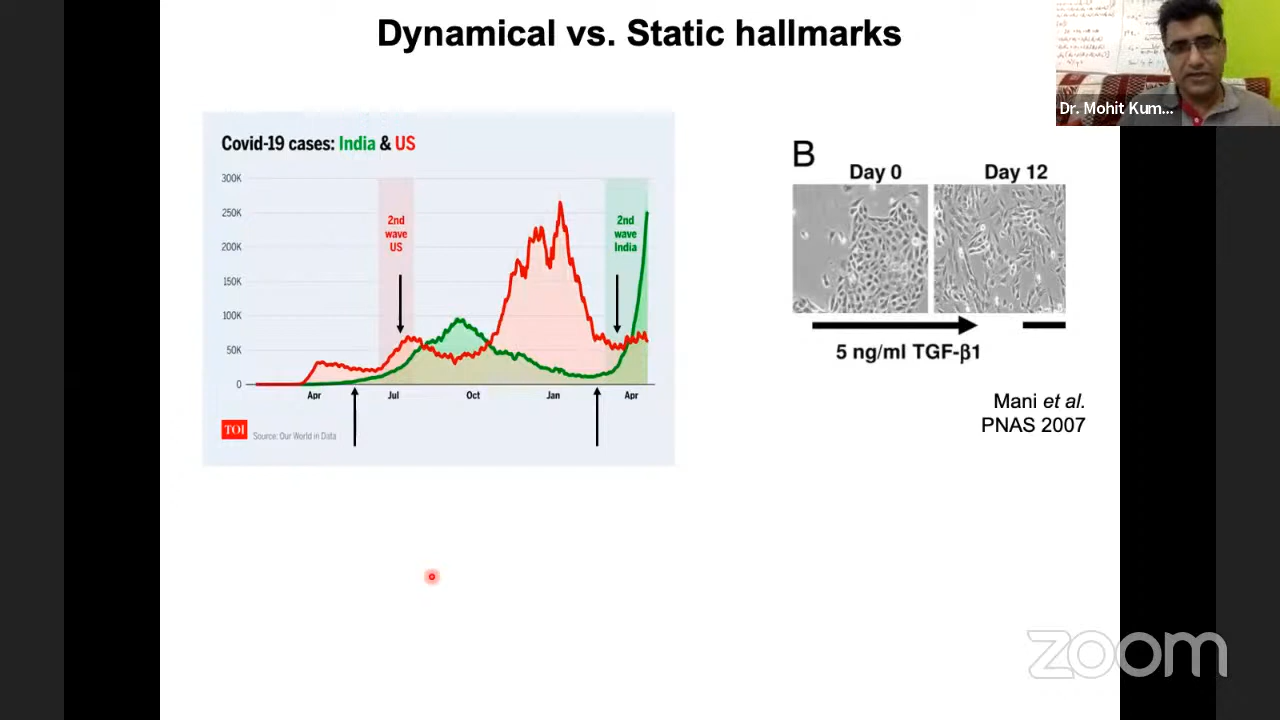 Dynamical vs. Static hallmarks
Dr. Mohit Kum...
Covid-19 cases: India & US
300K
250K
200K
150K
100K
50K
0
2nd
wave
US
2nd
wave
India
Apr
Jul
Oct
Jan
Apr
TOI
Source: Our World in Data
B
Day 0
Day 12
5 ng/ml TGF-β1
Mani et al.
PNAS 2007
zoom